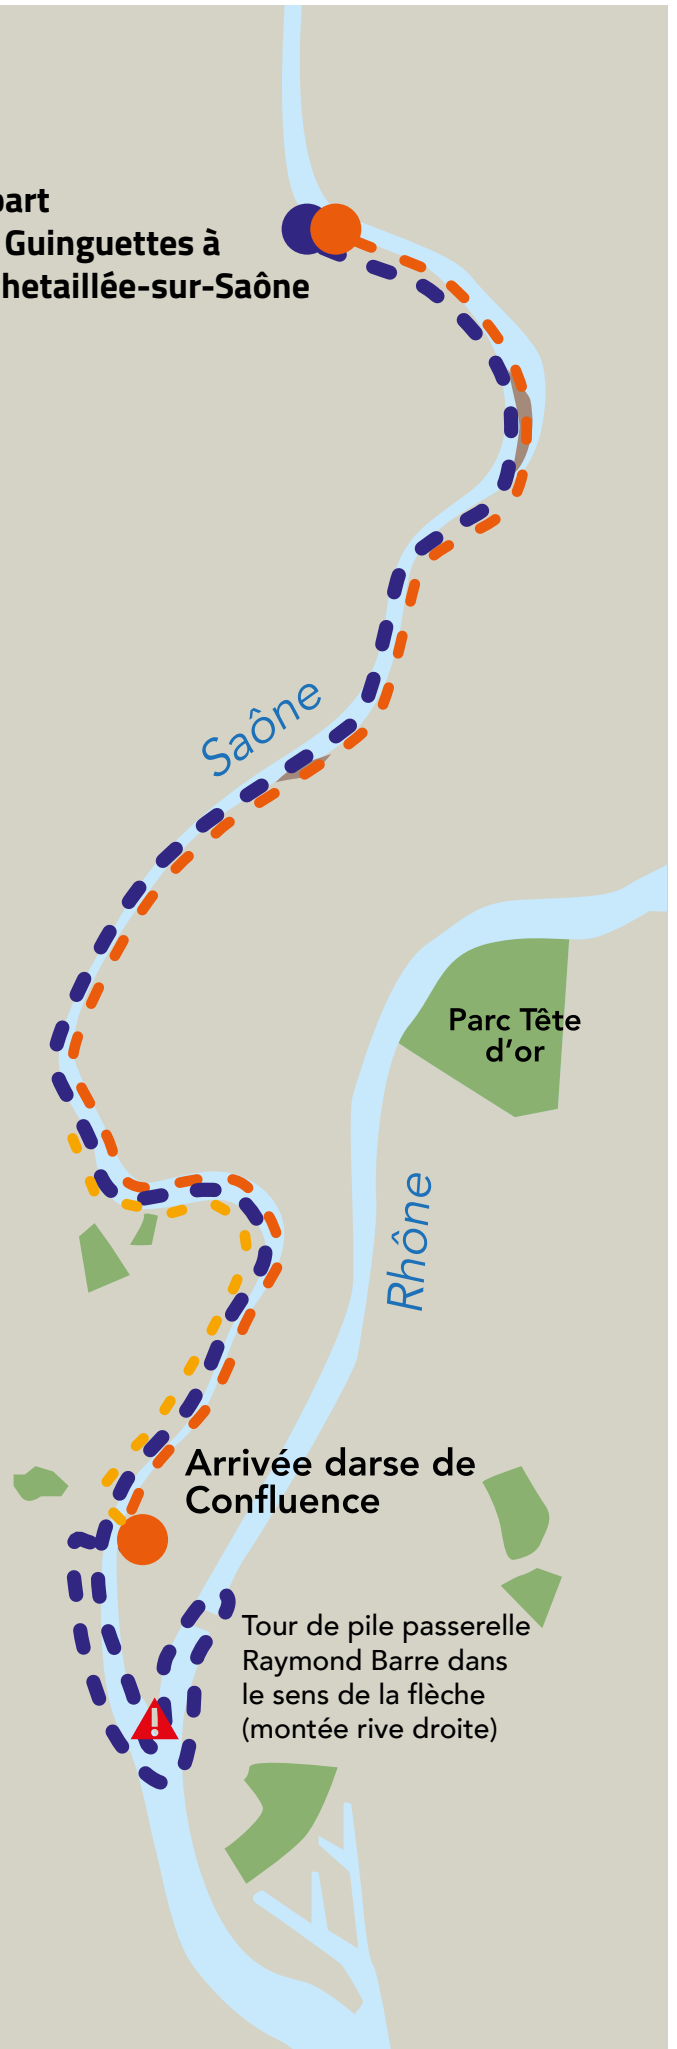 part
Guinguettes à
hetaillée-sur-Saône
Saône
Parc Tête
d'or
Rhône
Arrivée darse de
Confluence
Tour de pile passerelle
Raymond Barre dans
le sens de la flèche
(montée rive droite)
!